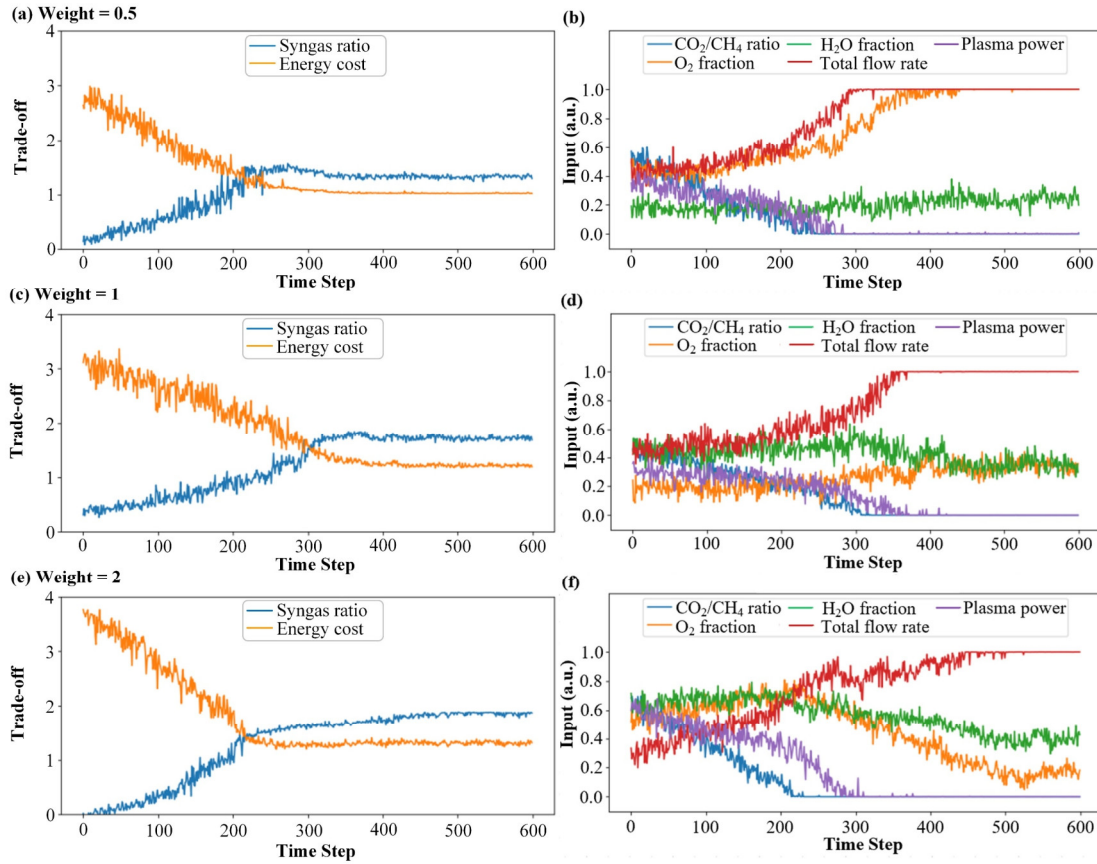 (a) Weight = 0.5
(b)
4
3
2
1
0
Trade-off
Syngas ratio
Energy cost
0 100 200 300 400 500 600
Time Step
CO₂/CH₄ ratio H₂O fraction Plasma power
O₂ fraction Total flow rate
1.0
0.8
0.6
0.4
0.2
0.0
Input (a.u.)
0 100 200 300 400 500 600
Time Step
(c) Weight = 1
(d)
4
3
2
1
0
Trade-off
Syngas ratio
Energy cost
0 100 200 300 400 500 600
Time Step
CO₂/CH₄ ratio H₂O fraction Plasma power
O₂ fraction Total flow rate
1.0
0.8
0.6
0.4
0.2
0.0
Input (a.u.)
0 100 200 300 400 500 600
Time Step
(e) Weight = 2
(f)
4
3
2
1
0
Trade-off
Syngas ratio
Energy cost
0 100 200 300 400 500 600
Time Step
CO₂/CH₄ ratio H₂O fraction Plasma power
O₂ fraction Total flow rate
1.0
0.8
0.6
0.4
0.2
0.0
Input (a.u.)
0 100 200 300 400 500 600
Time Step